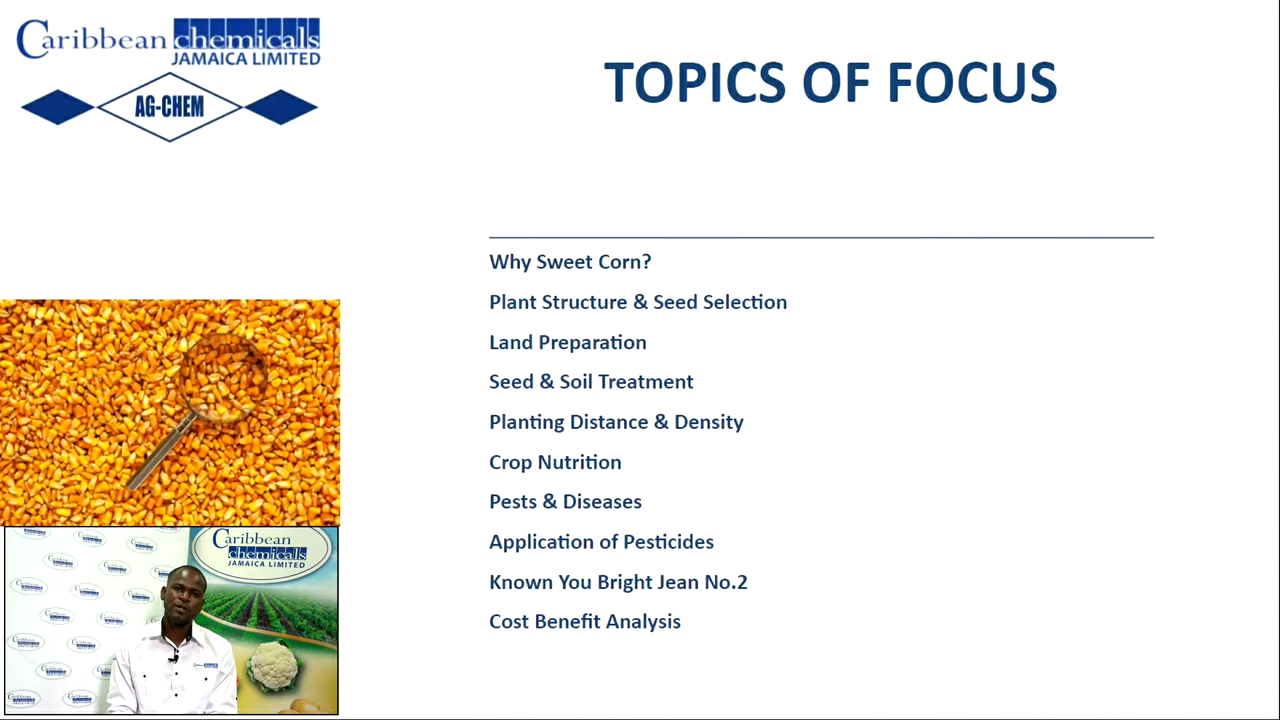 Caribbean chemicals
JAMAICA LIMITED
AG-CHEM
TOPICS OF FOCUS
Why Sweet Corn?
Plant Structure & Seed Selection
Land Preparation
Seed & Soil Treatment
Planting Distance & Density
Crop Nutrition
Pests & Diseases
Application of Pesticides
Known You Bright Jean No.2
Cost Benefit Analysis
Caribbean
chemicals
JAMAICA LIMITED